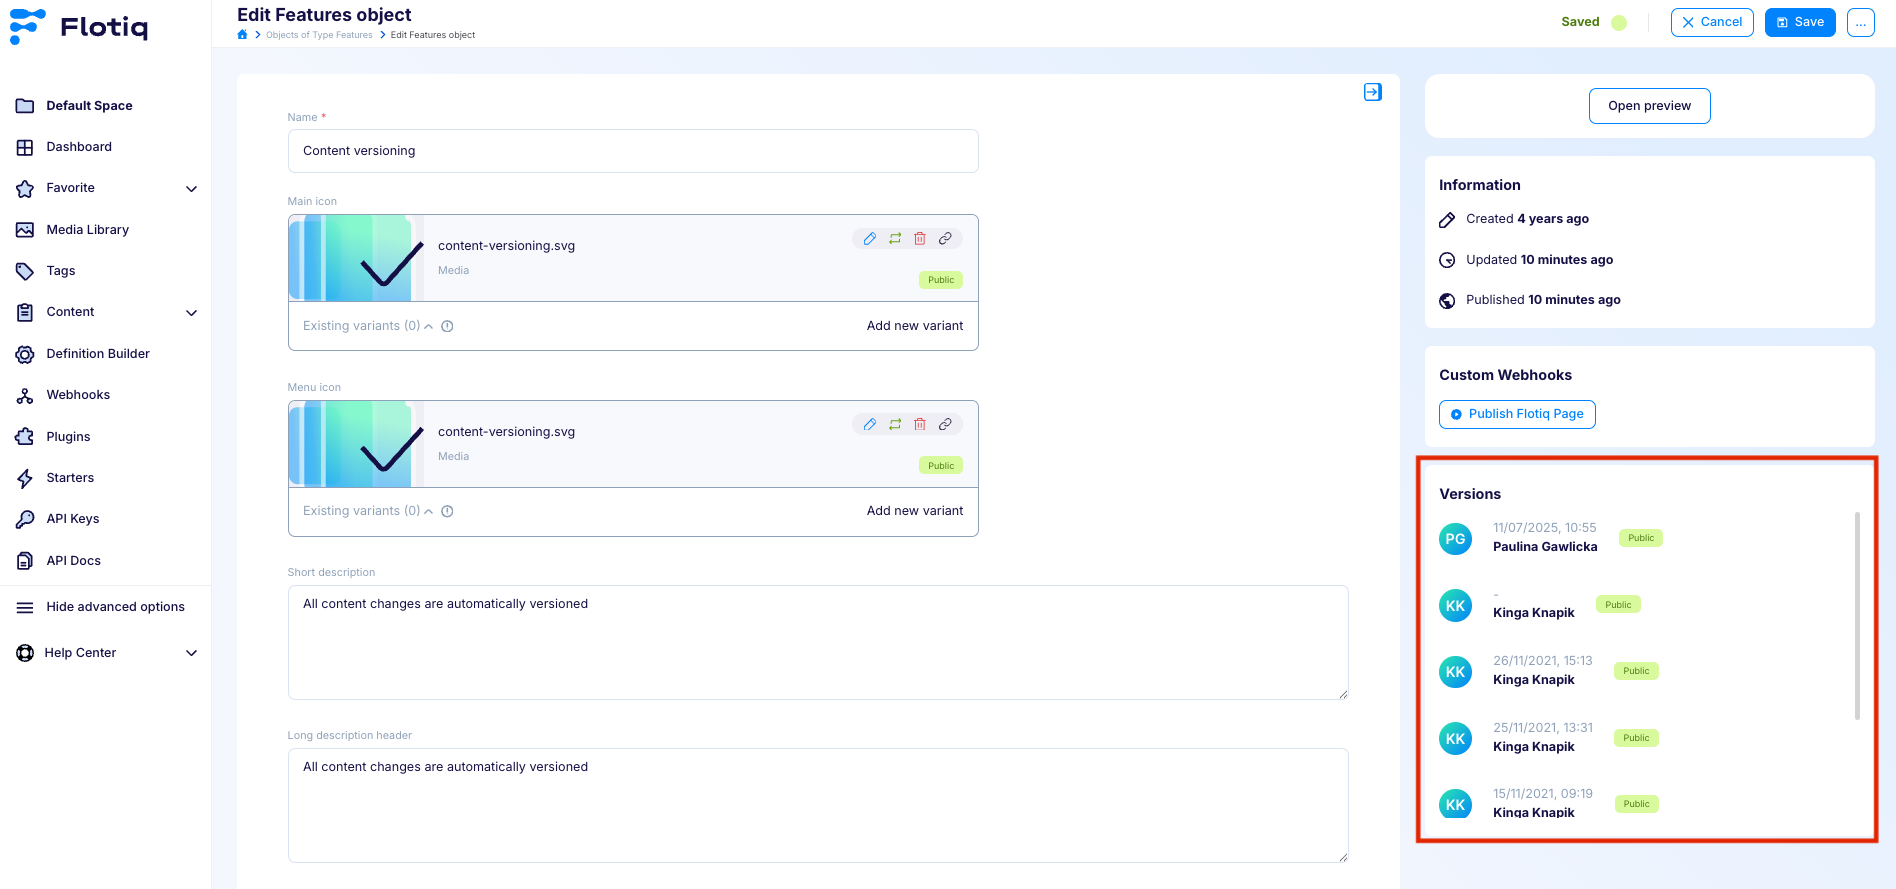 Flotiq
Default Space
Dashboard
Favorite
Media Library
Tags
Content
Definition Builder
Webhooks
Plugins
Starters
API Keys
API Docs
Hide advanced options
Help Center
Edit Features object
Objects of Type Features
Edit Features object
Saved
Cancel
Save
...
Name *
Content versioning
Main icon
content-versioning.svg
Media
Public
Existing variants (0)
Add new variant
Menu icon
content-versioning.svg
Media
Public
Existing variants (0)
Add new variant
Short description
All content changes are automatically versioned
Long description header
All content changes are automatically versioned
Open preview
Information
Created 4 years ago
Updated 10 minutes ago
Published 10 minutes ago
Custom Webhooks
Publish Flotiq Page
Versions
PG
11/07/2025, 10:55
Paulina Gawlicka
Public
KK
-
Kinga Knapik
Public
KK
26/11/2021, 15:13
Kinga Knapik
Public
KK
25/11/2021, 13:31
Kinga Knapik
Public
KK
15/11/2021, 09:19
Kinga Knapik
Public